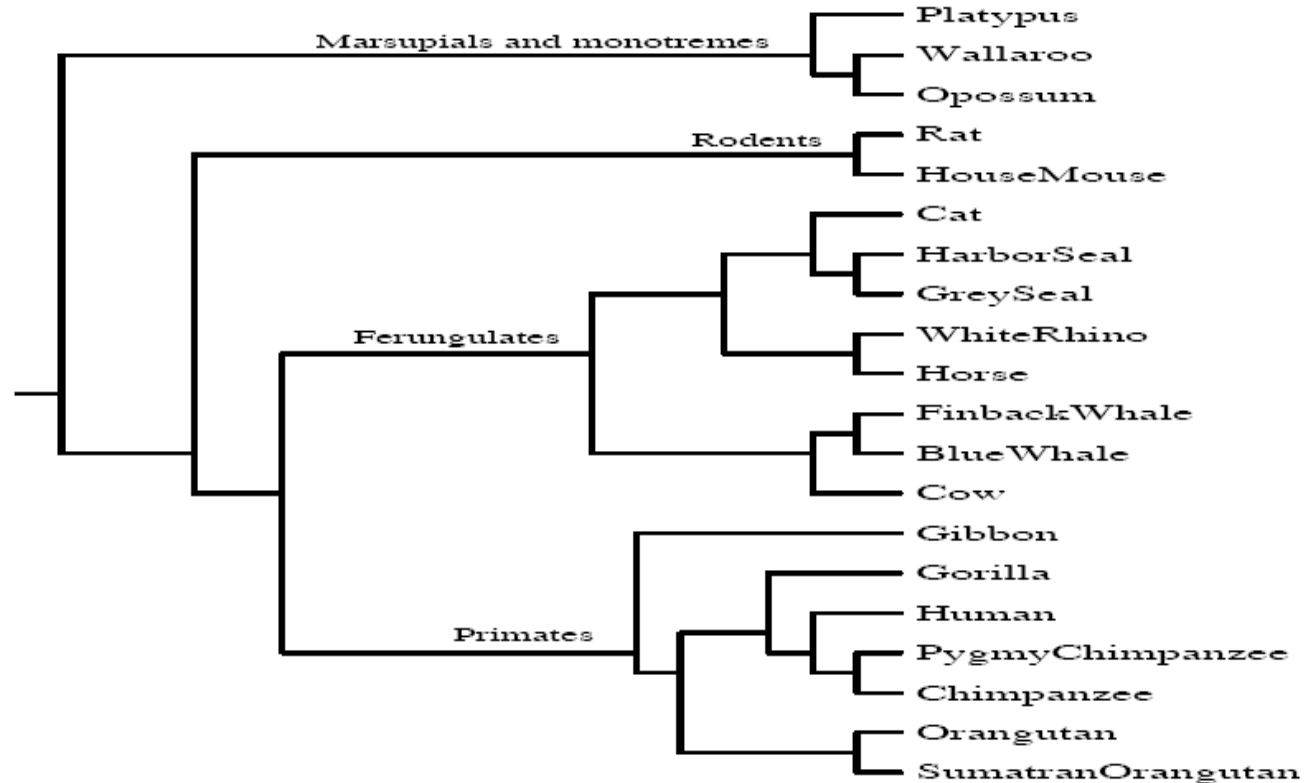 Platypus
Marsupials and monotremes
Wallaroo
Opossum
Rodents
Rat
HouseMouse
Cat
HarborSeal
GreySeal
Ferungulates
WhiteRhino
Horse
FinbackWhale
BlueWhale
Cow
Gibbon
Gorilla
Human
Primates
PygmyChimpanzee
Chimpanzee
Orangutan
SumatranOrangutan